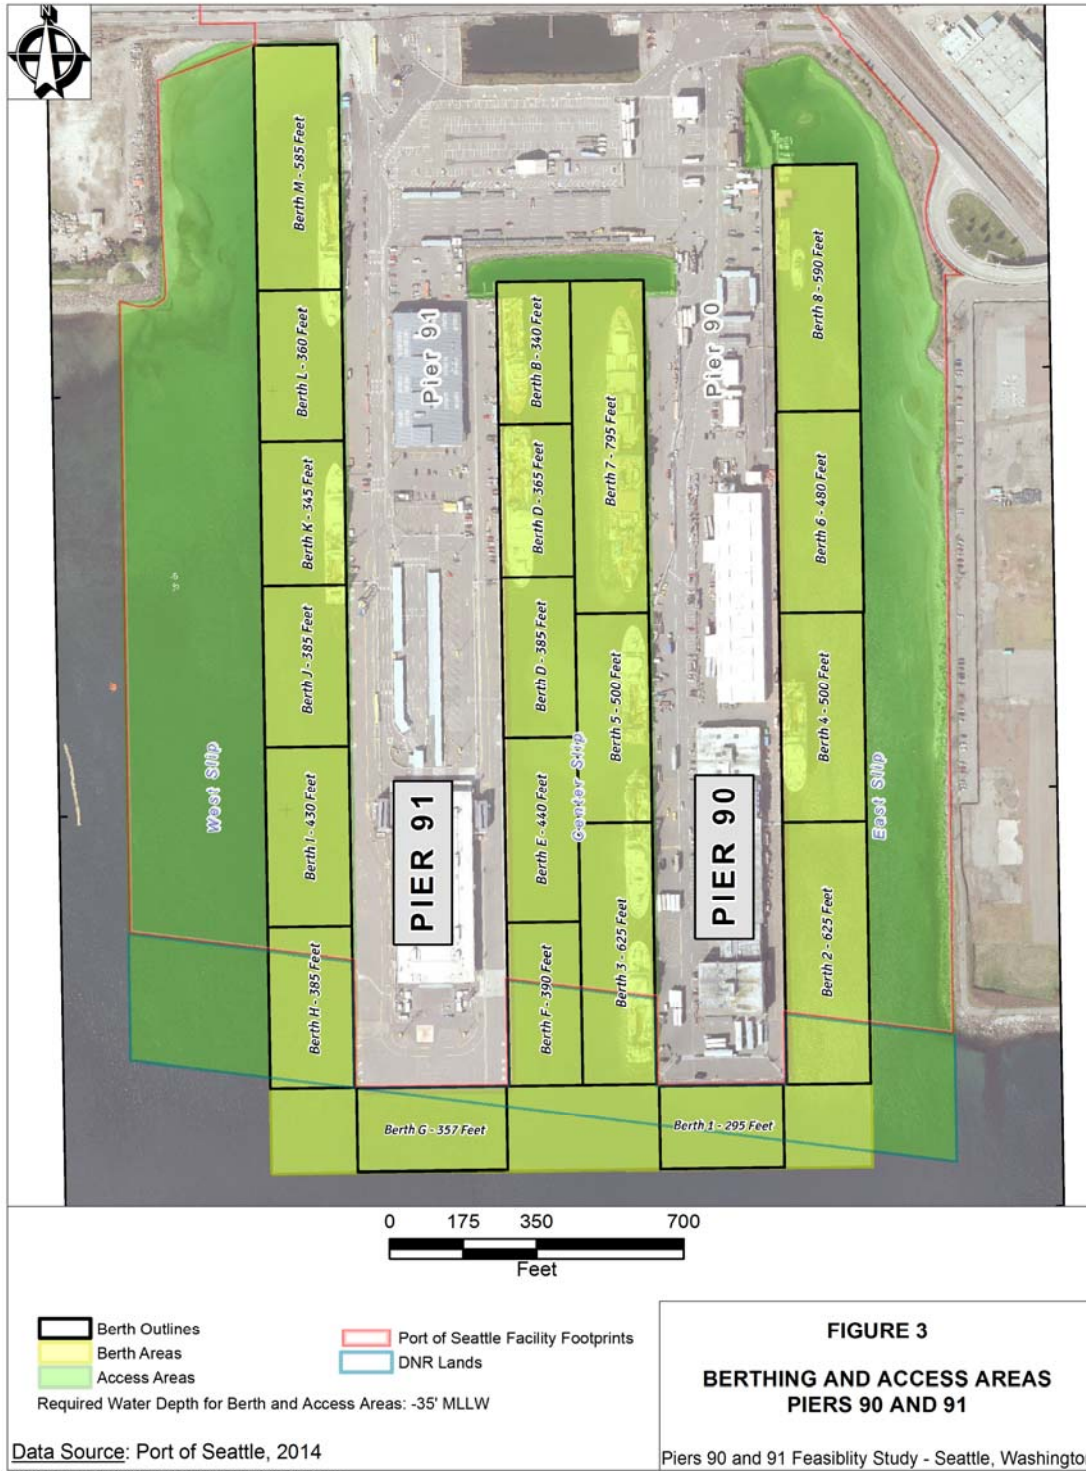 N
Berth M - 585 Feet
Berth L - 360 Feet
Berth K - 345 Feet
Berth J - 385 Feet
Berth I - 430 Feet
Berth H - 385 Feet
West Slip
Pier 91
PIER 91
Berth G - 357 Feet
Berth B - 340 Feet
Berth D - 365 Feet
Berth D - 385 Feet
Berth E - 440 Feet
Berth F - 390 Feet
Center Slip
Berth 7 - 795 Feet
Berth 5 - 500 Feet
Berth 3 - 625 Feet
Pier 90
PIER 90
Berth 1 - 295 Feet
Berth 8 - 590 Feet
Berth 6 - 480 Feet
Berth 4 - 500 Feet
Berth 2 - 625 Feet
East Slip
0 175 350 700
Feet
Berth Outlines
Berth Areas
Access Areas
Port of Seattle Facility Footprints
DNR Lands
Required Water Depth for Berth and Access Areas: -35' MLLW
Data Source: Port of Seattle, 2014
FIGURE 3
BERTHING AND ACCESS AREAS
PIERS 90 AND 91
Piers 90 and 91 Feasiblity Study - Seattle, Washingto